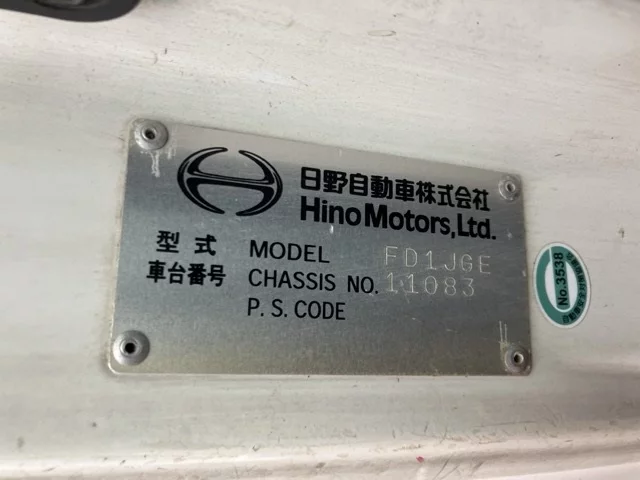 日野自動車株式会社
Hino Motors, Ltd.
型式 MODEL FD1JGE
車台番号 CHASSIS NO. 11083
P. S. CODE
No.3538